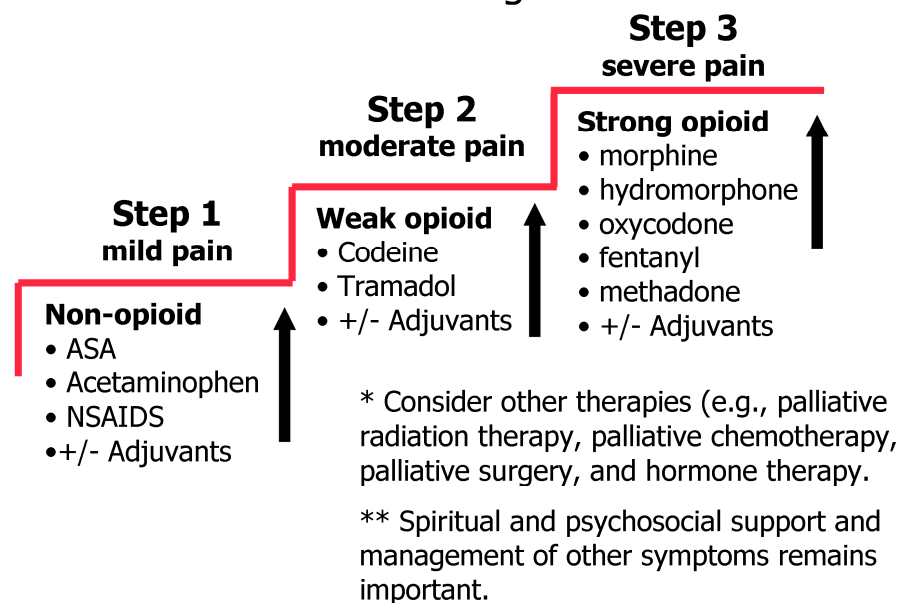 Step 1
mild pain
Non-opioid
• ASA
• Acetaminophen
• NSAIDS
•+/- Adjuvants
Step 2
moderate pain
Weak opioid
• Codeine
• Tramadol
• +/- Adjuvants
Step 3
severe pain
Strong opioid
• morphine
• hydromorphone
• oxycodone
• fentanyl
• methadone
• +/- Adjuvants
* Consider other therapies (e.g., palliative
radiation therapy, palliative chemotherapy,
palliative surgery, and hormone therapy.
** Spiritual and psychosocial support and
management of other symptoms remains
important.